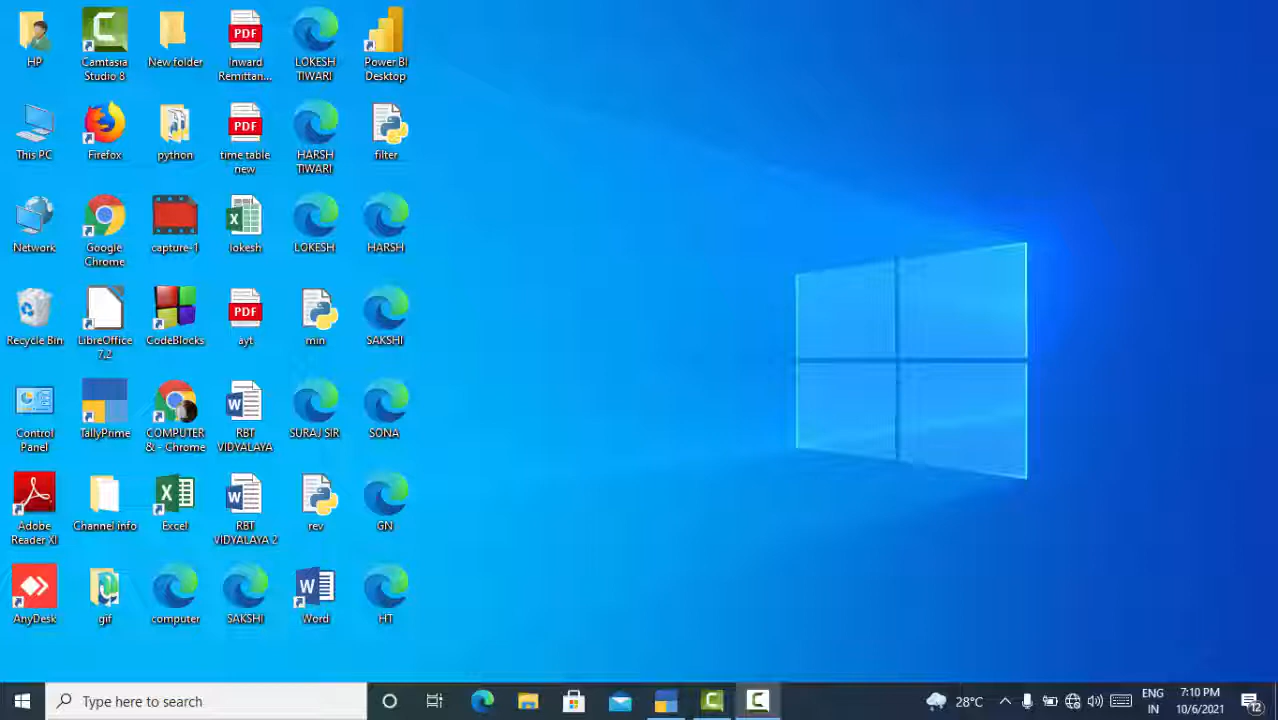 HP
Camtasia
Studio 8
New folder
PDF
Inward
Remittan...
LOKESH
TIWARI
Power BI
Desktop
This PC
Firefox
python
PDF
time table
new
HARSH
TIWARI
filter
Network
Google
Chrome
capture-1
lokesh
LOKESH
HARSH
Recycle Bin
LibreOffice
7.2
CodeBlocks
PDF
ayt
min
SAKSHI
Control
Panel
TallyPrime
COMPUTER
& - Chrome
RBT
VIDYALAYA
SURAJ SIR
SONA
Adobe
Reader XI
Channel info
Excel
RBT
VIDYALAYA 2
rev
GN
AnyDesk
gif
computer
SAKSHI
Word
HT
Type here to search
28°C
ENG
IN
7:10 PM
10/6/2021
12